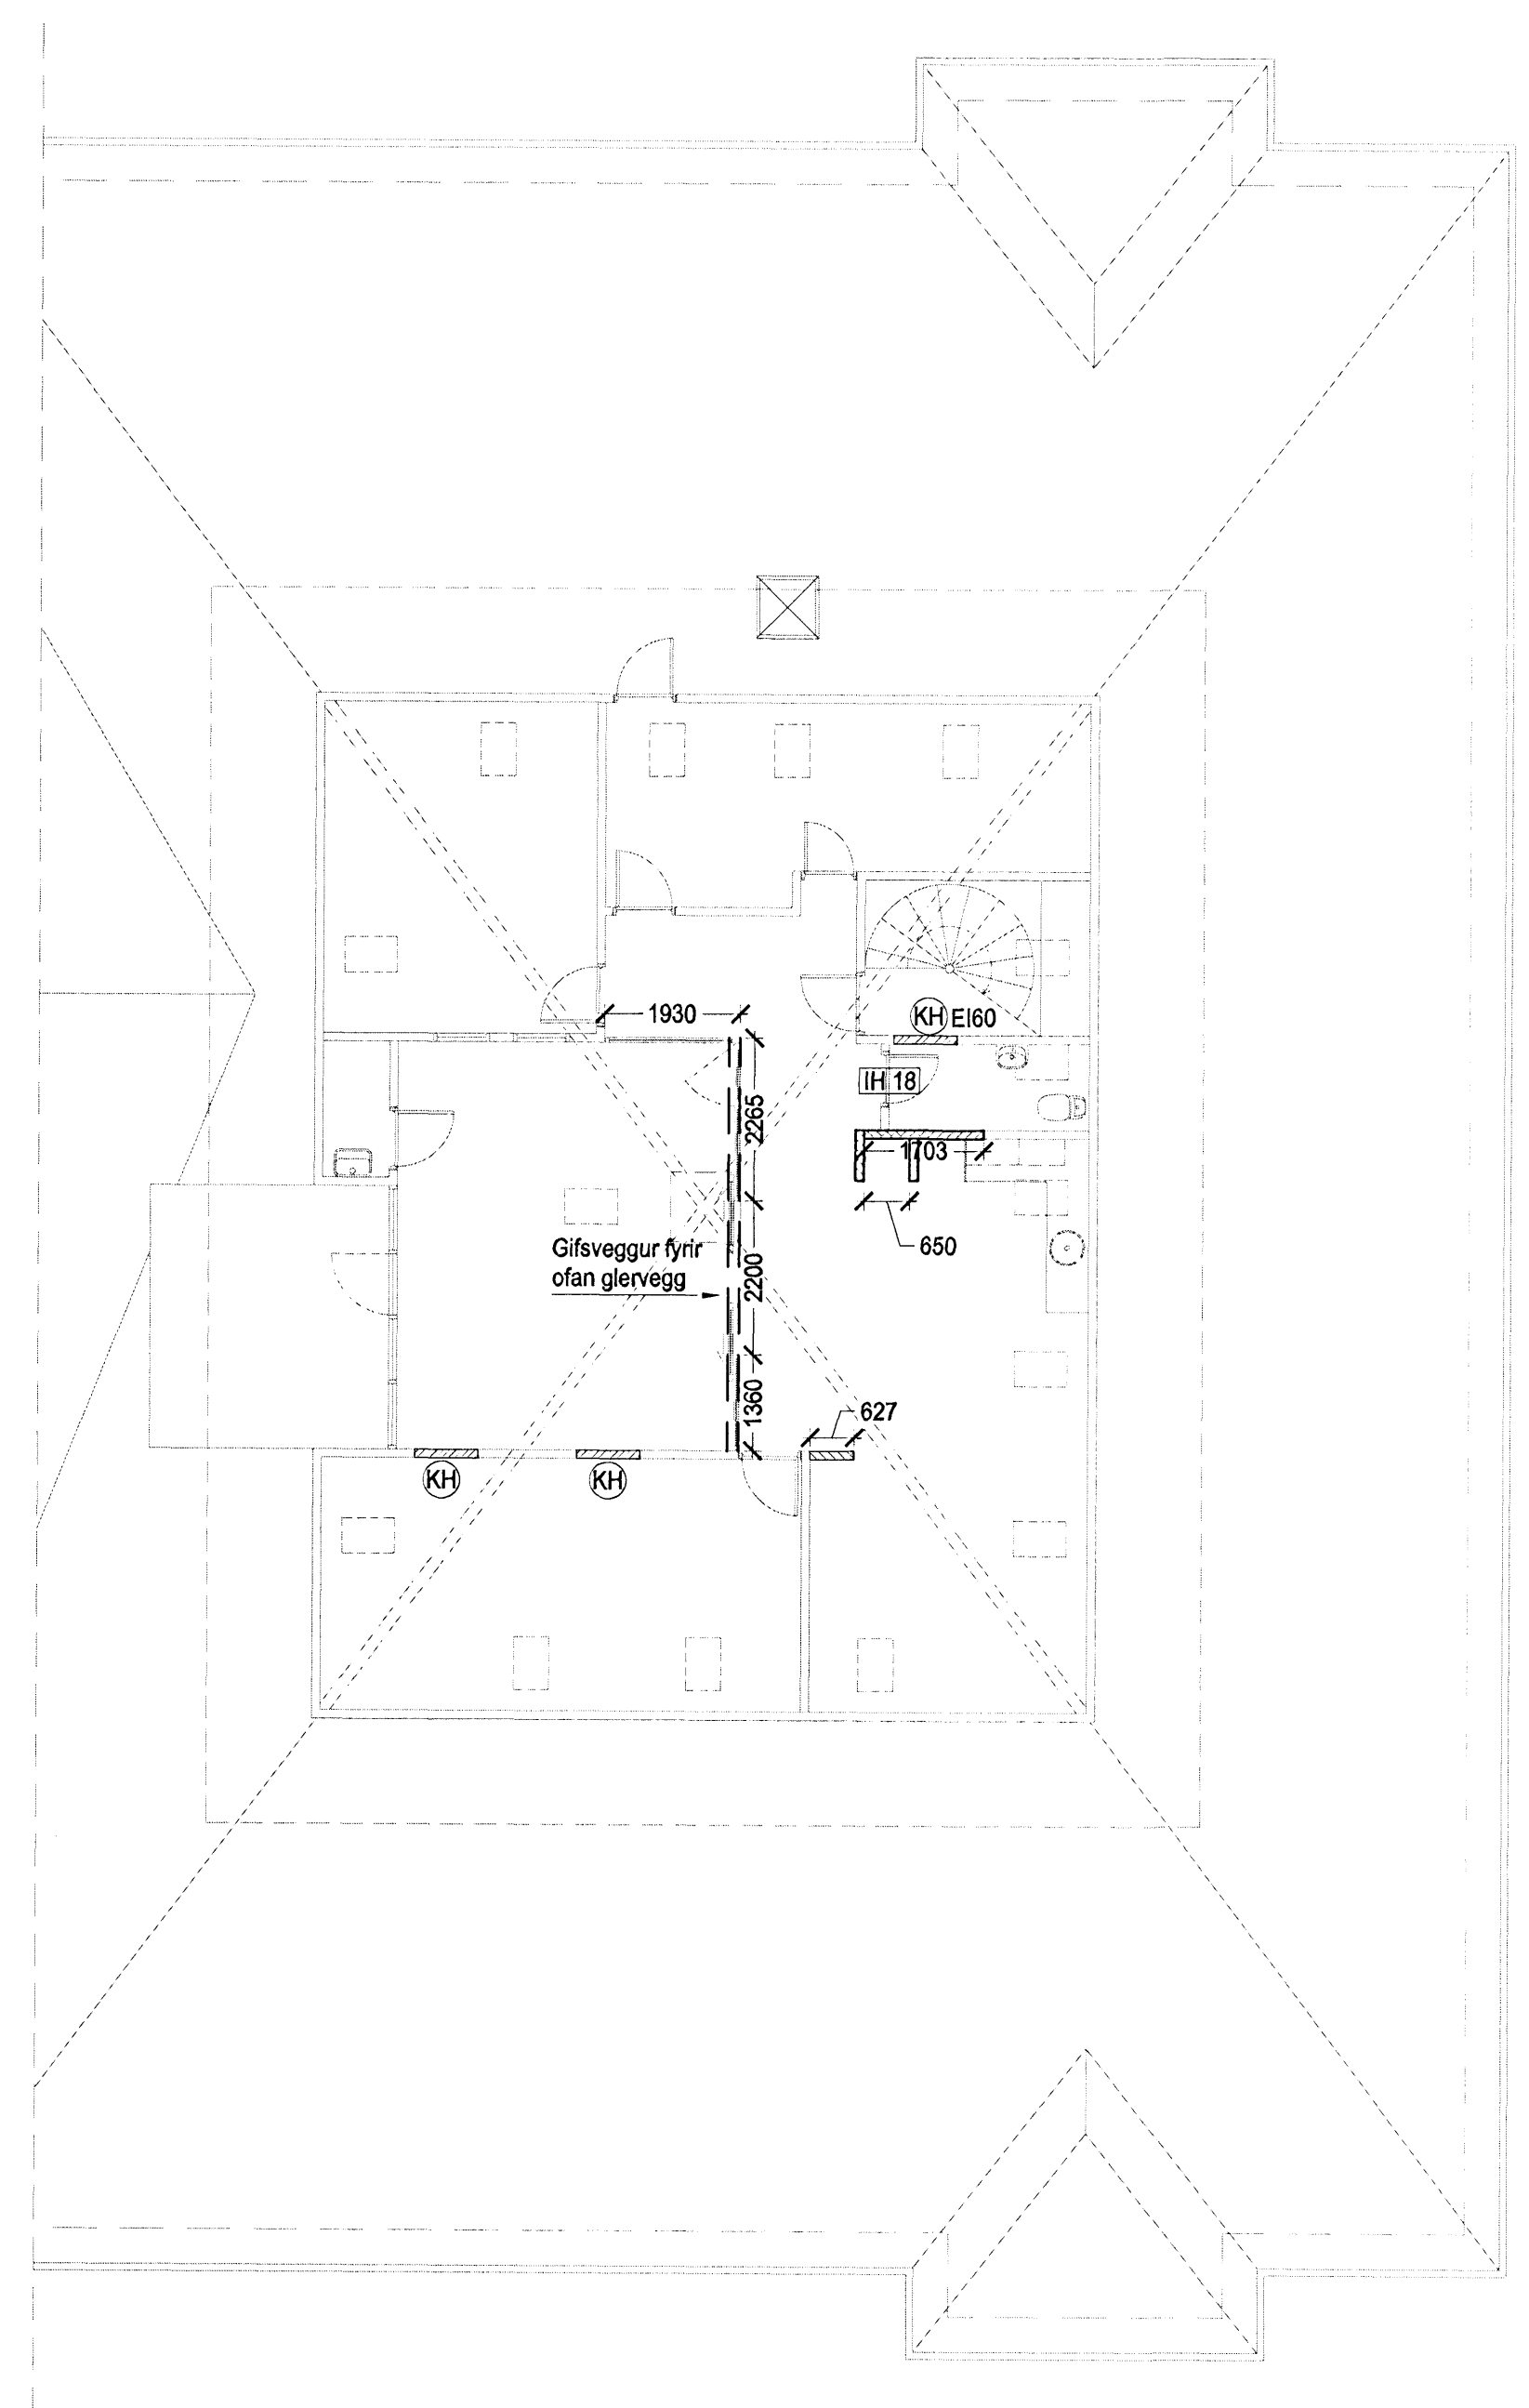 1930
KH EI60
2265
IH 18
1703
650
Gifsveggur fyrir
ofan glervegg
2200
1360
627
KH
KH